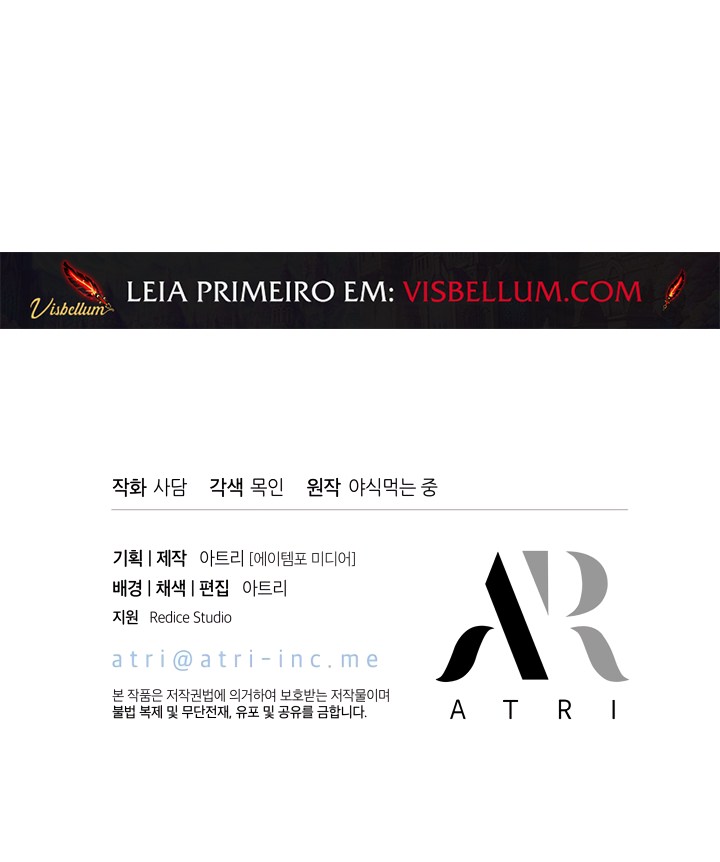 Visbellum
LEIA PRIMEIRO EM: VISBELLUM.COM
작화 사담 각색 목인 원작 야식먹는 중
기획 | 제작 아트리 [에이템포 미디어]
배경 | 채색 | 편집 아트리
지원 Redice Studio
atri@atri-inc.me
본 작품은 저작권법에 의거하여 보호받는 저작물이며
불법 복제 및 무단전재, 유포 및 공유를 금합니다.
AR
ATRI